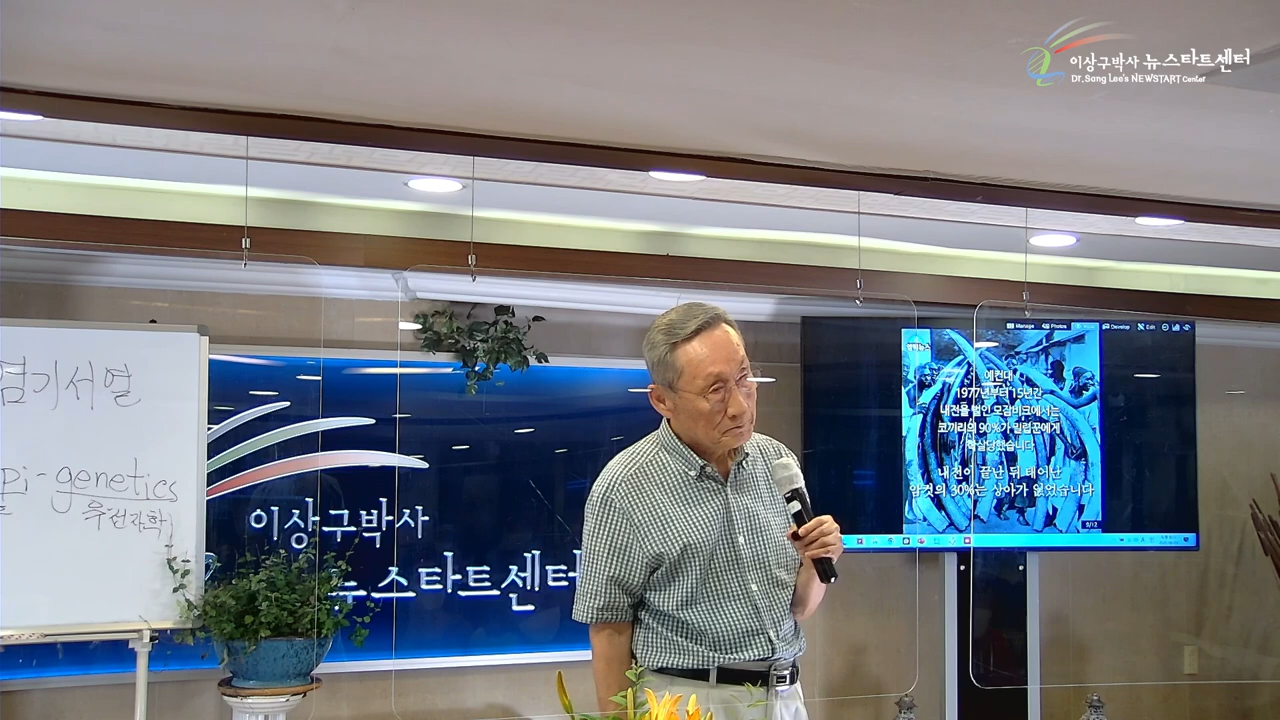 이상구박사 뉴스타트센터
Dr. Sang Lee's NEWSTART Center
염기서열
pi-genetics
유전자학
이상구박사
뉴스타트센터
Manage
Photos
Develop
Edit
예컨대
1977년부터 15년간
내전을 벌인 모잠비크에서는
코끼리의 90%가 밀렵꾼에게
학살당했습니다
내전이 끝난 뒤 태어난
암컷의 30%는 상아가 없었습니다
9/12